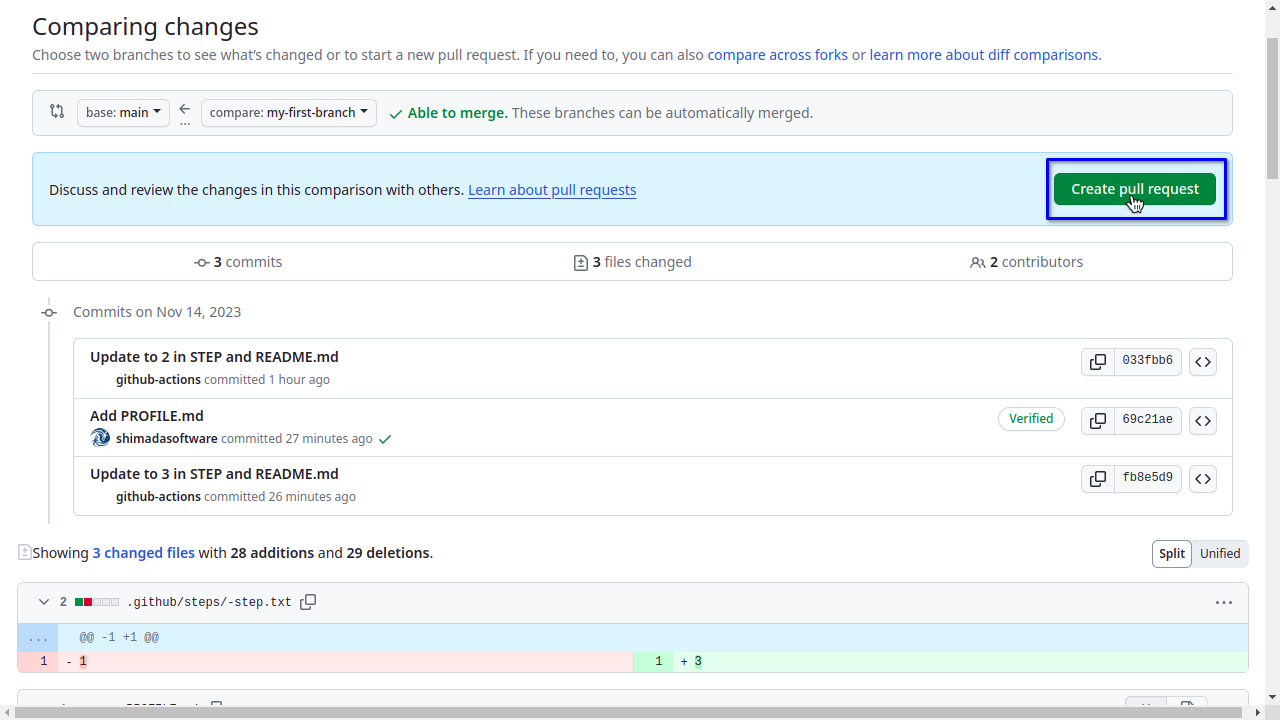 Comparing changes
Choose two branches to see what's changed or to start a new pull request. If you need to, you can also compare across forks or learn more about diff comparisons.
base: main ... compare: my-first-branch Able to merge. These branches can be automatically merged.
Discuss and review the changes in this comparison with others. Learn about pull requests Create pull request
3 commits 3 files changed 2 contributors
Commits on Nov 14, 2023
Update to 2 in STEP and README.md 033fbb6
github-actions committed 1 hour ago
Add PROFILE.md Verified 69c21ae
shimadasoftware committed 27 minutes ago
Update to 3 in STEP and README.md fb8e5d9
github-actions committed 26 minutes ago
Showing 3 changed files with 28 additions and 29 deletions. Split Unified
2 .github/steps/-step.txt ...
... @@ -1 +1 @@
1 - 1 1 + 3